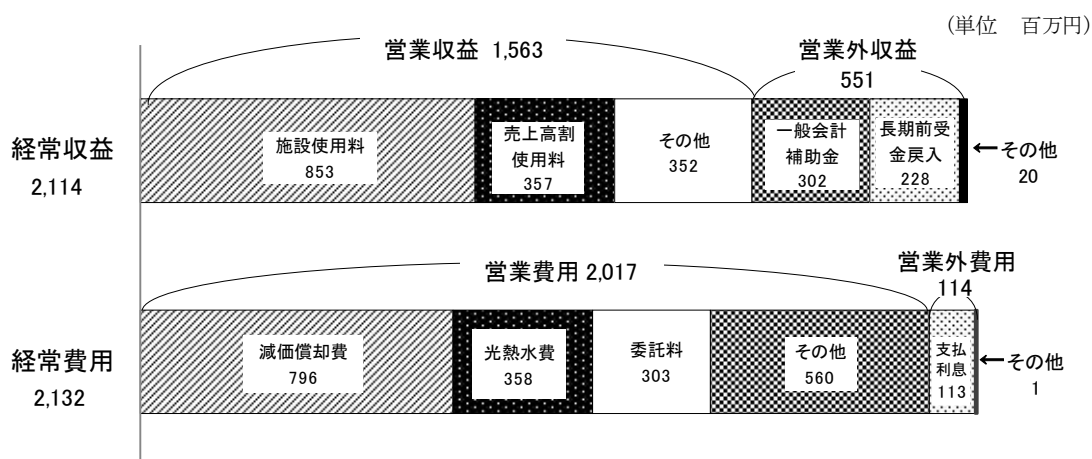 (単位　百万円)
営業収益 1,563
営業外収益
551
経常収益
2,114
施設使用料
853
売上高割
使用料
357
その他
352
一般会計
補助金
302
長期前受
金戻入
228
←その他
20
営業費用 2,017
営業外費用
114
経常費用
2,132
減価償却費
796
光熱水費
358
委託料
303
その他
560
支払
利息
113
←その他
1